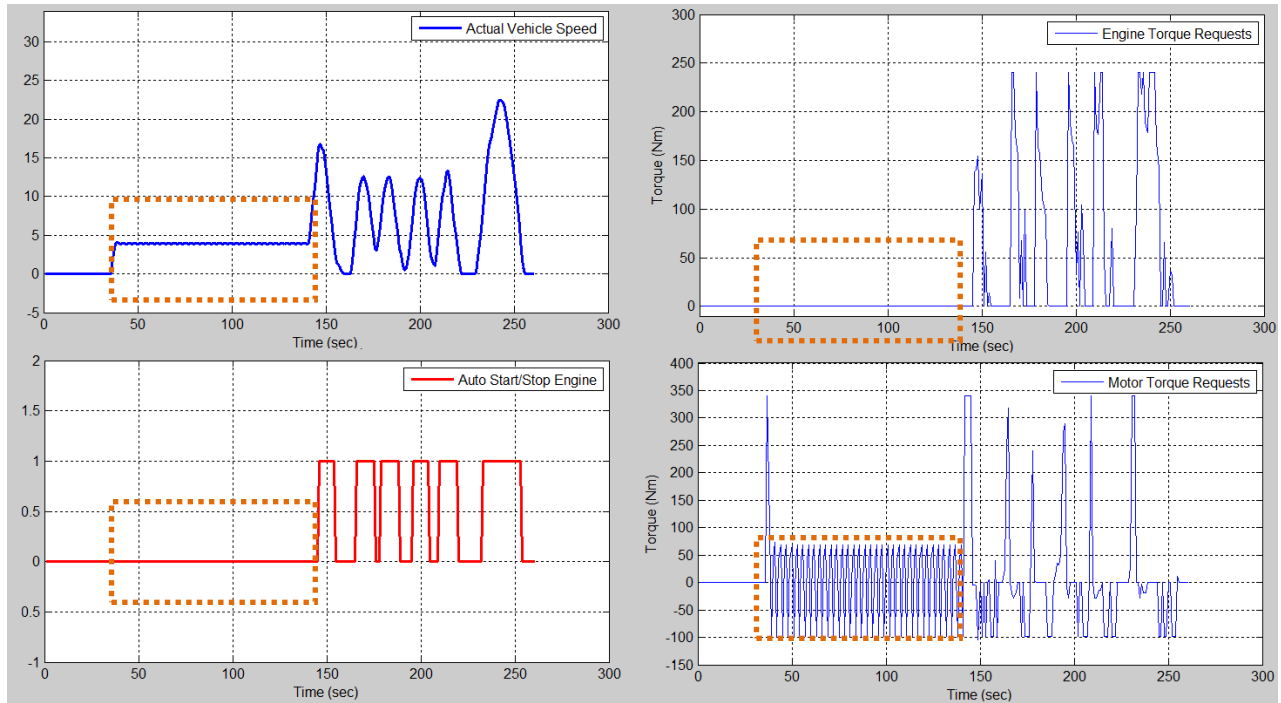 Actual Vehicle Speed
30
25
20
15
10
5
0
-5
0 50 100 150 200 250 300
Time (sec)
Engine Torque Requests
300
250
200
150
100
50
0
Torque (Nm)
0 50 100 150 200 250 300
Time (sec)
Auto Start/Stop Engine
2
1.5
1
0.5
0
0.5
-1
0 50 100 150 200 250 300
Time (sec)
Motor Torque Requests
400
350
300
250
200
150
100
50
0
-50
-100
-150
Torque (Nm)
0 50 100 150 200 250 300
Time (sec)